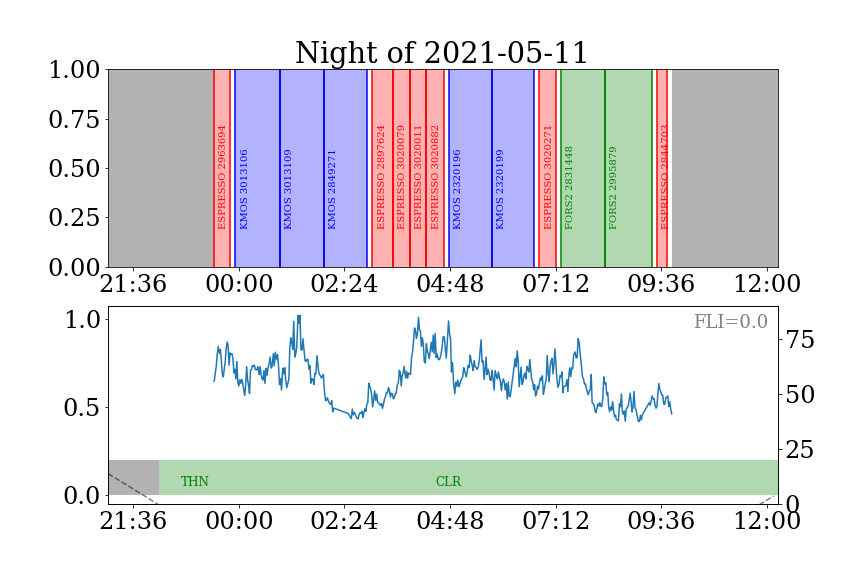 Night of 2021-05-11
1.00
0.75
0.50
0.25
0.00
ESPRESSO 2963694
KMOS 3013106
KMOS 3013109
KMOS 2849271
ESPRESSO 2897624
ESPRESSO 3020079
ESPRESSO 3020011
ESPRESSO 3020882
KMOS 2320196
KMOS 2320199
ESPRESSO 3020271
FORS2 2831448
FORS2 2995879
ESPRESSO 2844703
21:36 00:00 02:24 04:48 07:12 09:36 12:00
FLI=0.0
1.0
0.5
0.0
75
50
25
0
THN CLR
21:36 00:00 02:24 04:48 07:12 09:36 12:00